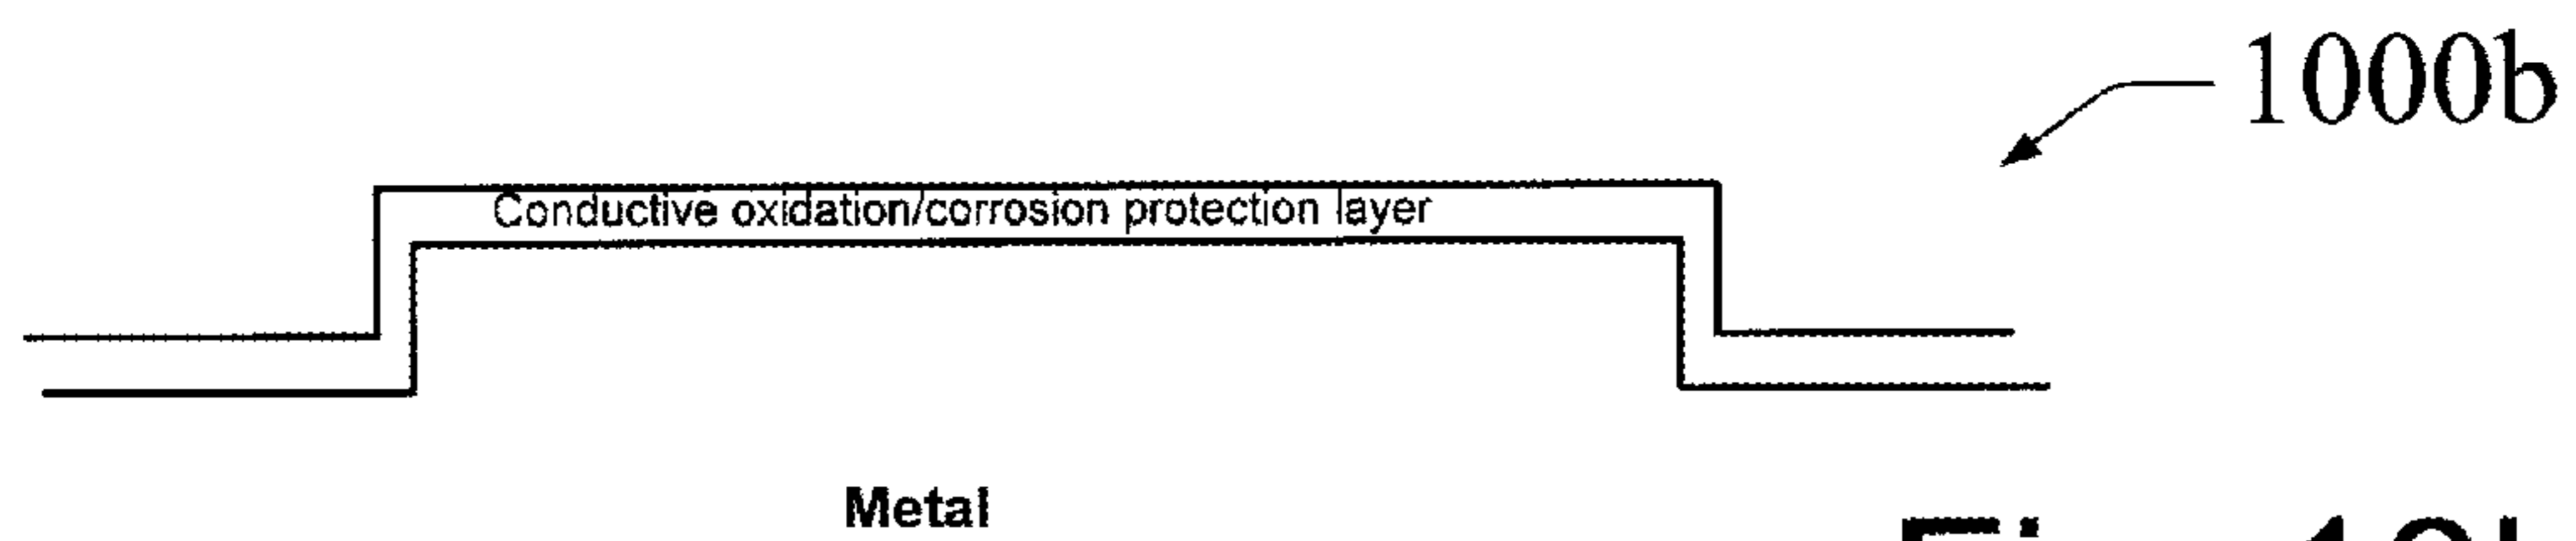 1000b
Conductive oxidation/corrosion protection layer
Metal